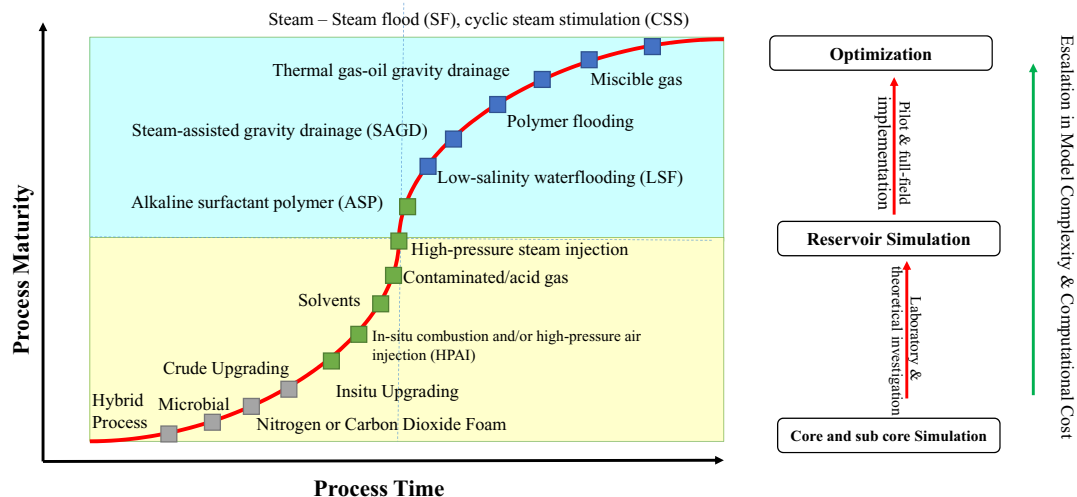 Steam – Steam flood (SF), cyclic steam stimulation (CSS)
Thermal gas-oil gravity drainage
Miscible gas
Polymer flooding
Steam-assisted gravity drainage (SAGD)
Low-salinity waterflooding (LSF)
Alkaline surfactant polymer (ASP)
High-pressure steam injection
Contaminated/acid gas
Solvents
In-situ combustion and/or high-pressure air
injection (HPAI)
Crude Upgrading
Insitu Upgrading
Hybrid
Process
Microbial
Nitrogen or Carbon Dioxide Foam
Process Maturity
Process Time
Optimization
Pilot & full-field
implementation
Reservoir Simulation
Laboratory &
theoretical investigation
Core and sub core Simulation
Escalation in Model Complexity & Computational Cost